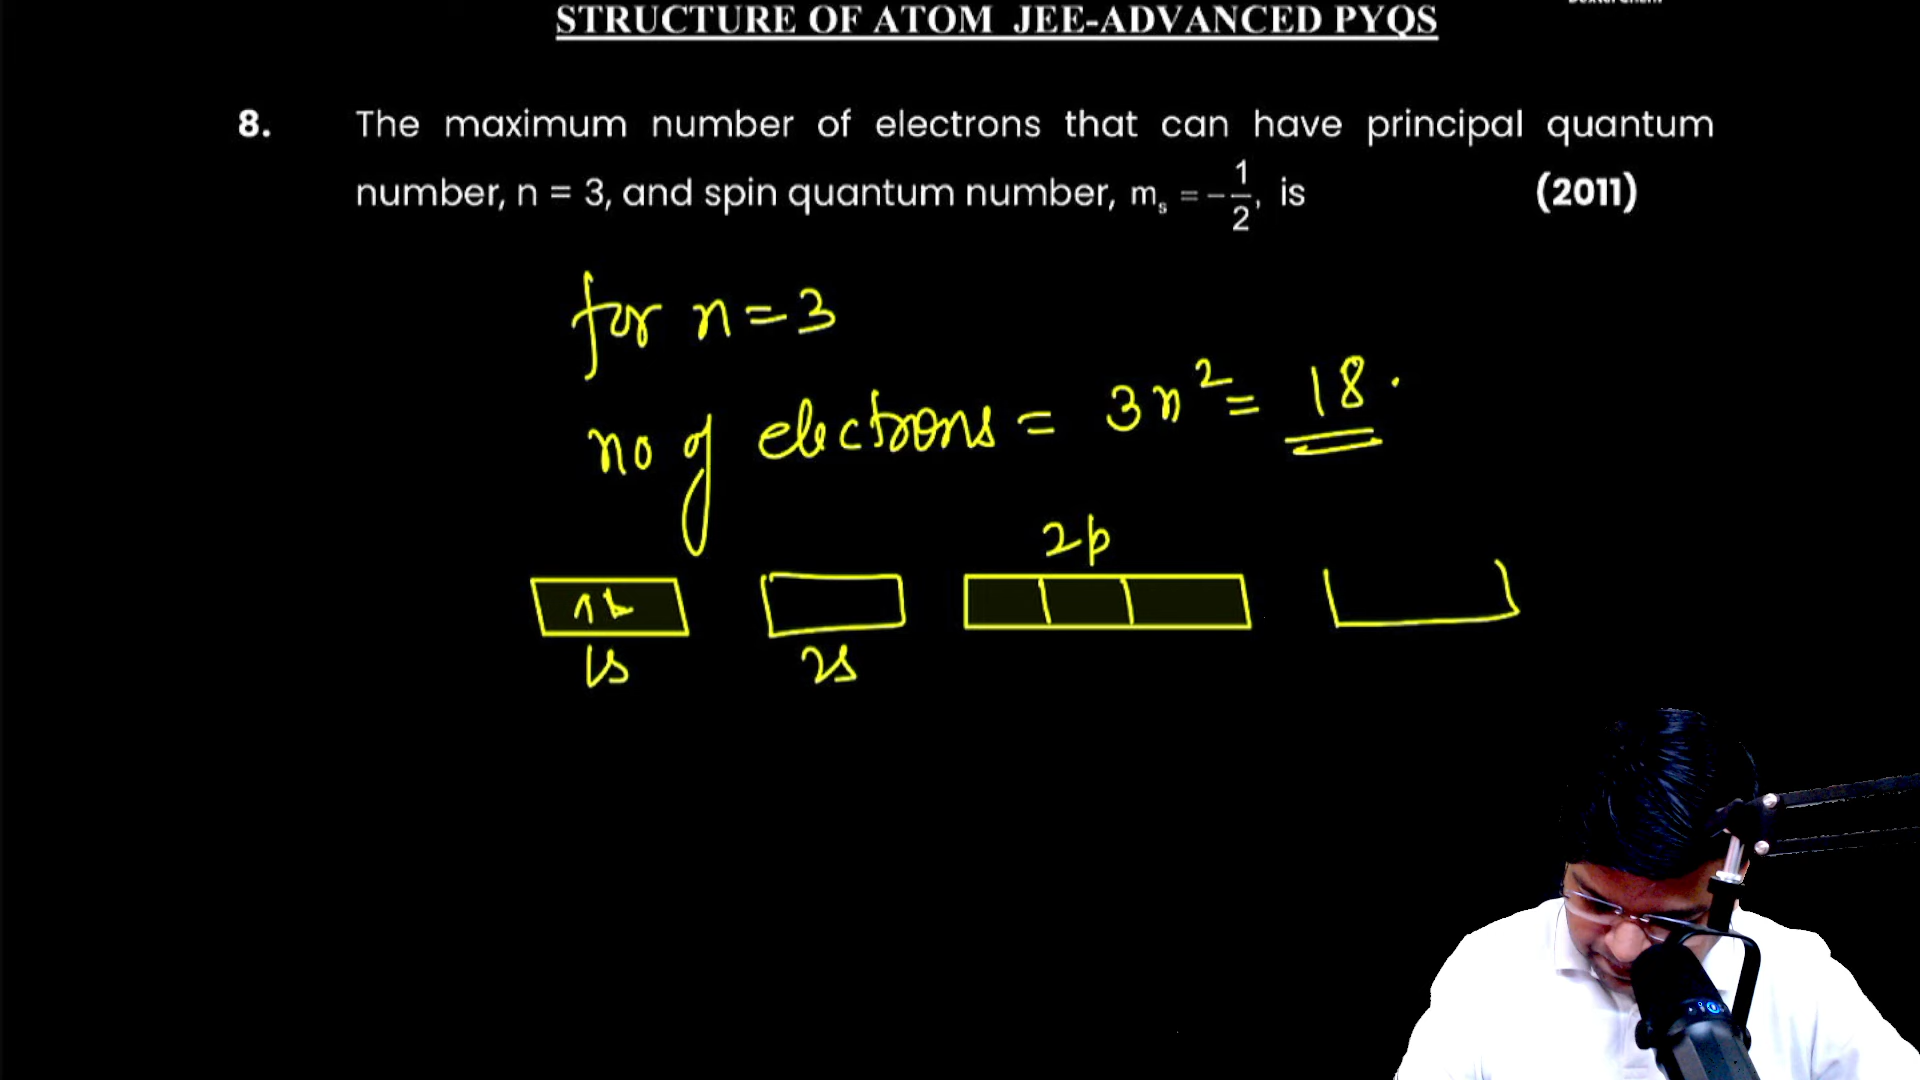 STRUCTURE OF ATOM JEE-ADVANCED PYQS
8. The maximum number of electrons that can have principal quantum
number, n = 3, and spin quantum number, mₛ = -1/2, is (2011)
for n = 3
no of electrons = 3n² = 18.
2p
1s 2s